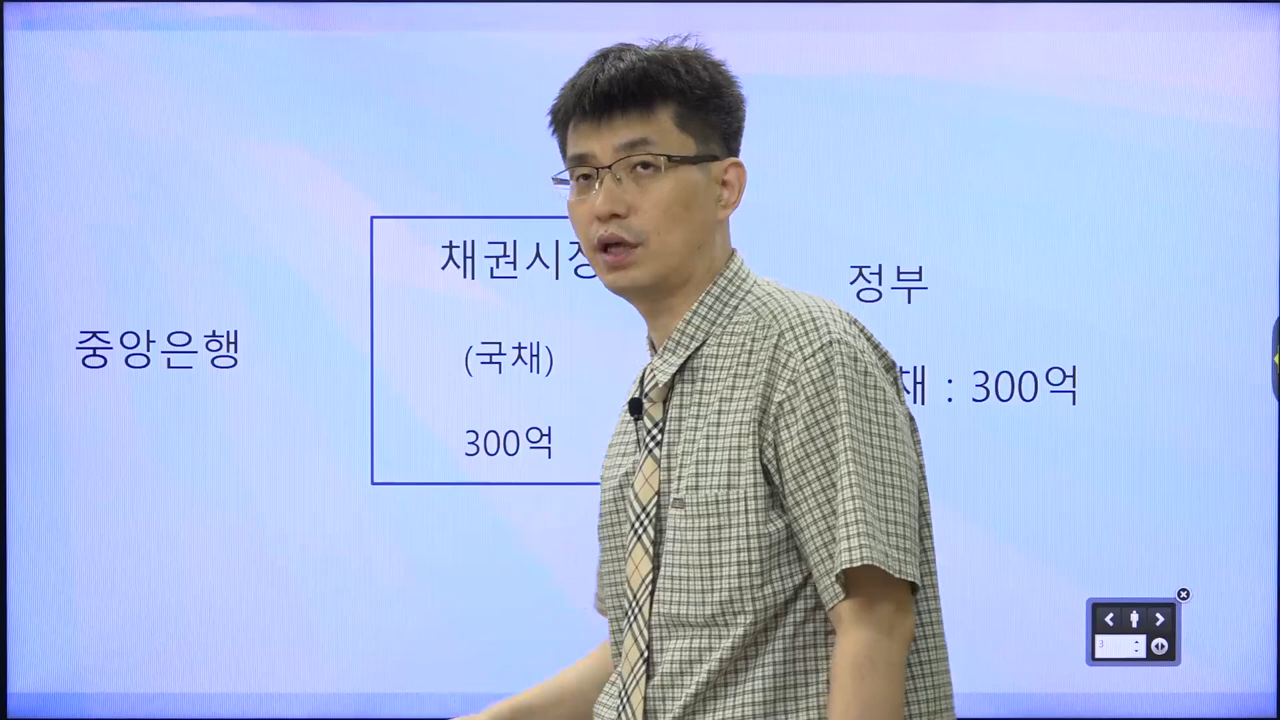 중앙은행
채권시
(국채)
300억
정부
채 : 300억
3